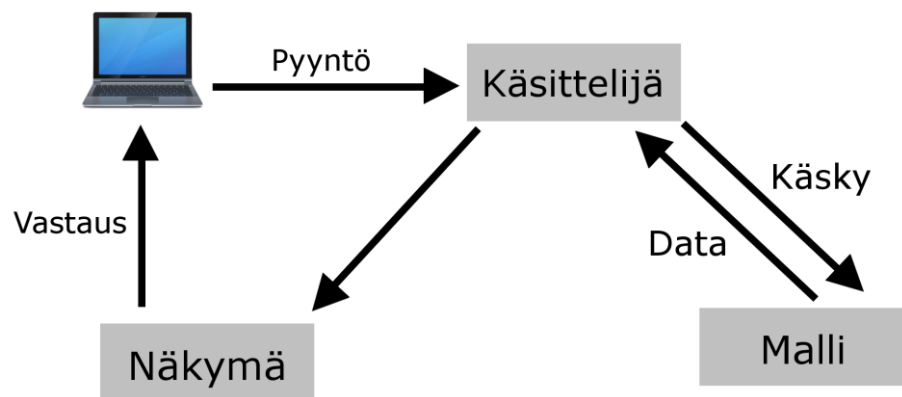 Pyyntö
Käsittelijä
Käsky
Vastaus
Data
Malli
Näkymä